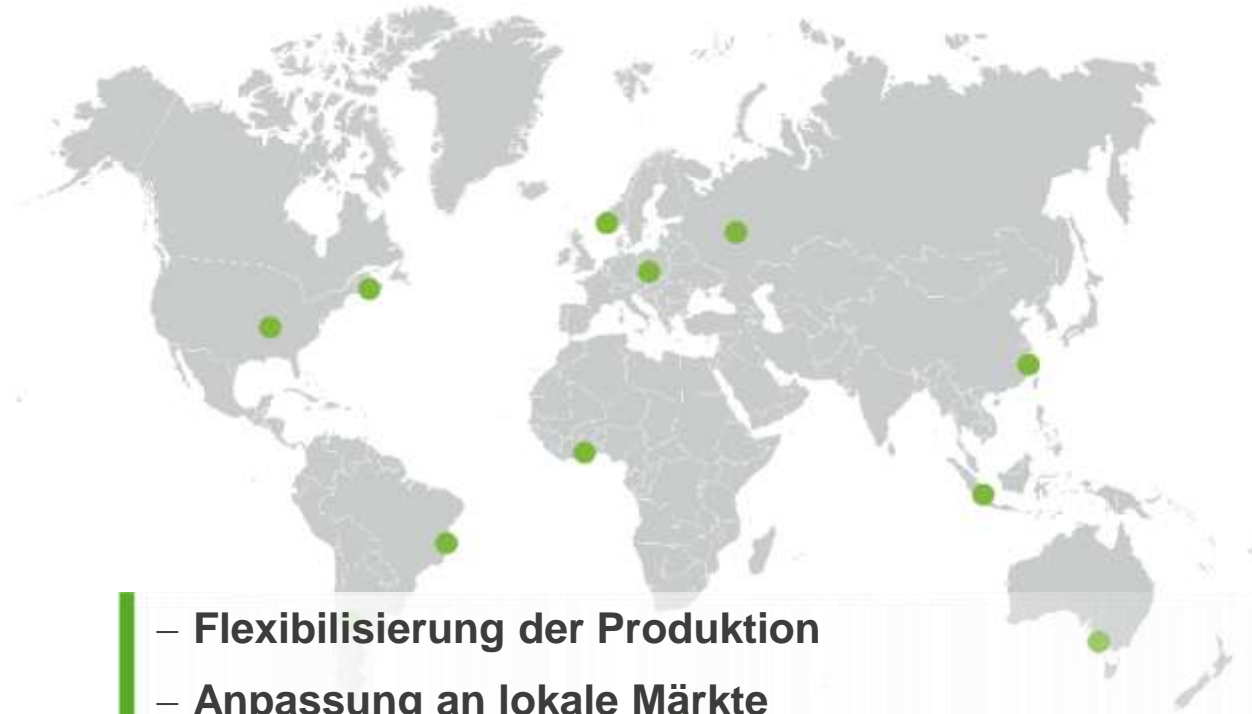 – Flexibilisierung der Produktion
– Anpassung an lokale Märkte